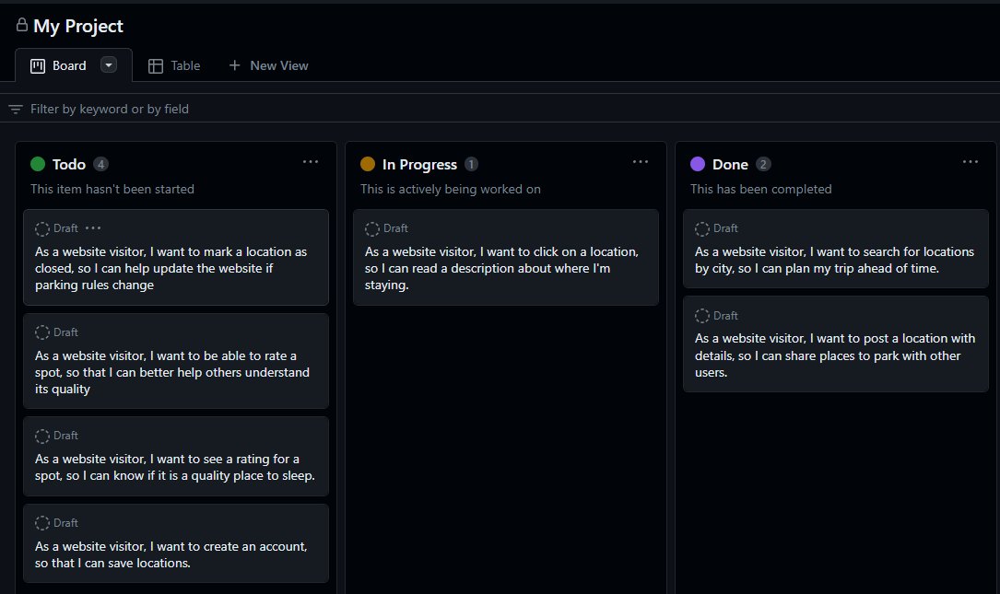 My Project
Board
Table
New View
Filter by keyword or by field
Todo 4
This item hasn't been started
Draft
As a website visitor, I want to mark a location as
closed, so I can help update the website if
parking rules change
Draft
As a website visitor, I want to be able to rate a
spot, so that I can better help others understand
its quality
Draft
As a website visitor, I want to see a rating for a
spot, so I can know if it is a quality place to sleep.
Draft
As a website visitor, I want to create an account,
so that I can save locations.
In Progress 1
This is actively being worked on
Draft
As a website visitor, I want to click on a location,
so I can read a description about where I'm
staying.
Done 2
This has been completed
Draft
As a website visitor, I want to search for locations
by city, so I can plan my trip ahead of time.
Draft
As a website visitor, I want to post a location with
details, so I can share places to park with other
users.